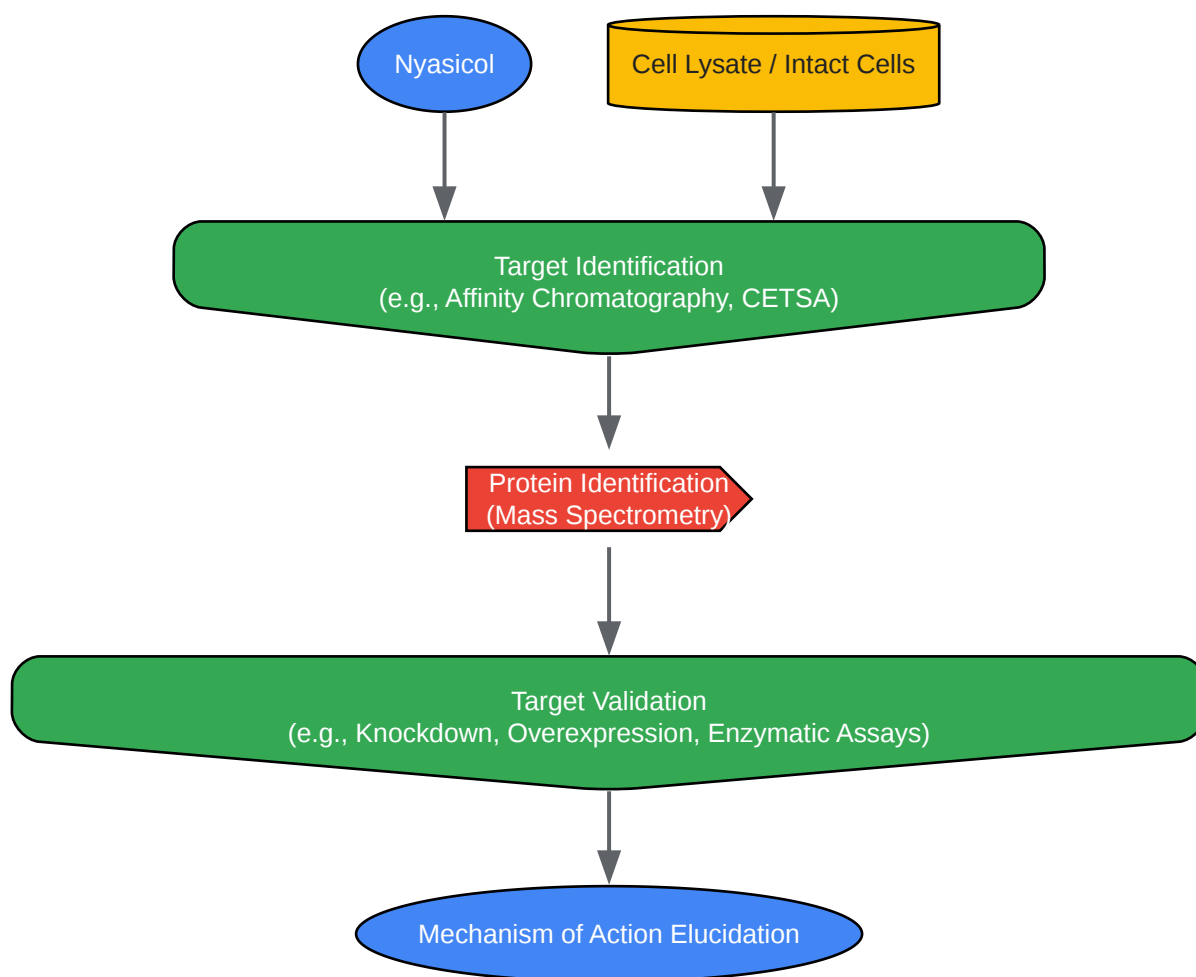 Nyasicol
Cell Lysate / Intact Cells
Target Identification
(e.g., Affinity Chromatography, CETSA)
Protein Identification
(Mass Spectrometry)
Target Validation
(e.g., Knockdown, Overexpression, Enzymatic Assays)
Mechanism of Action Elucidation